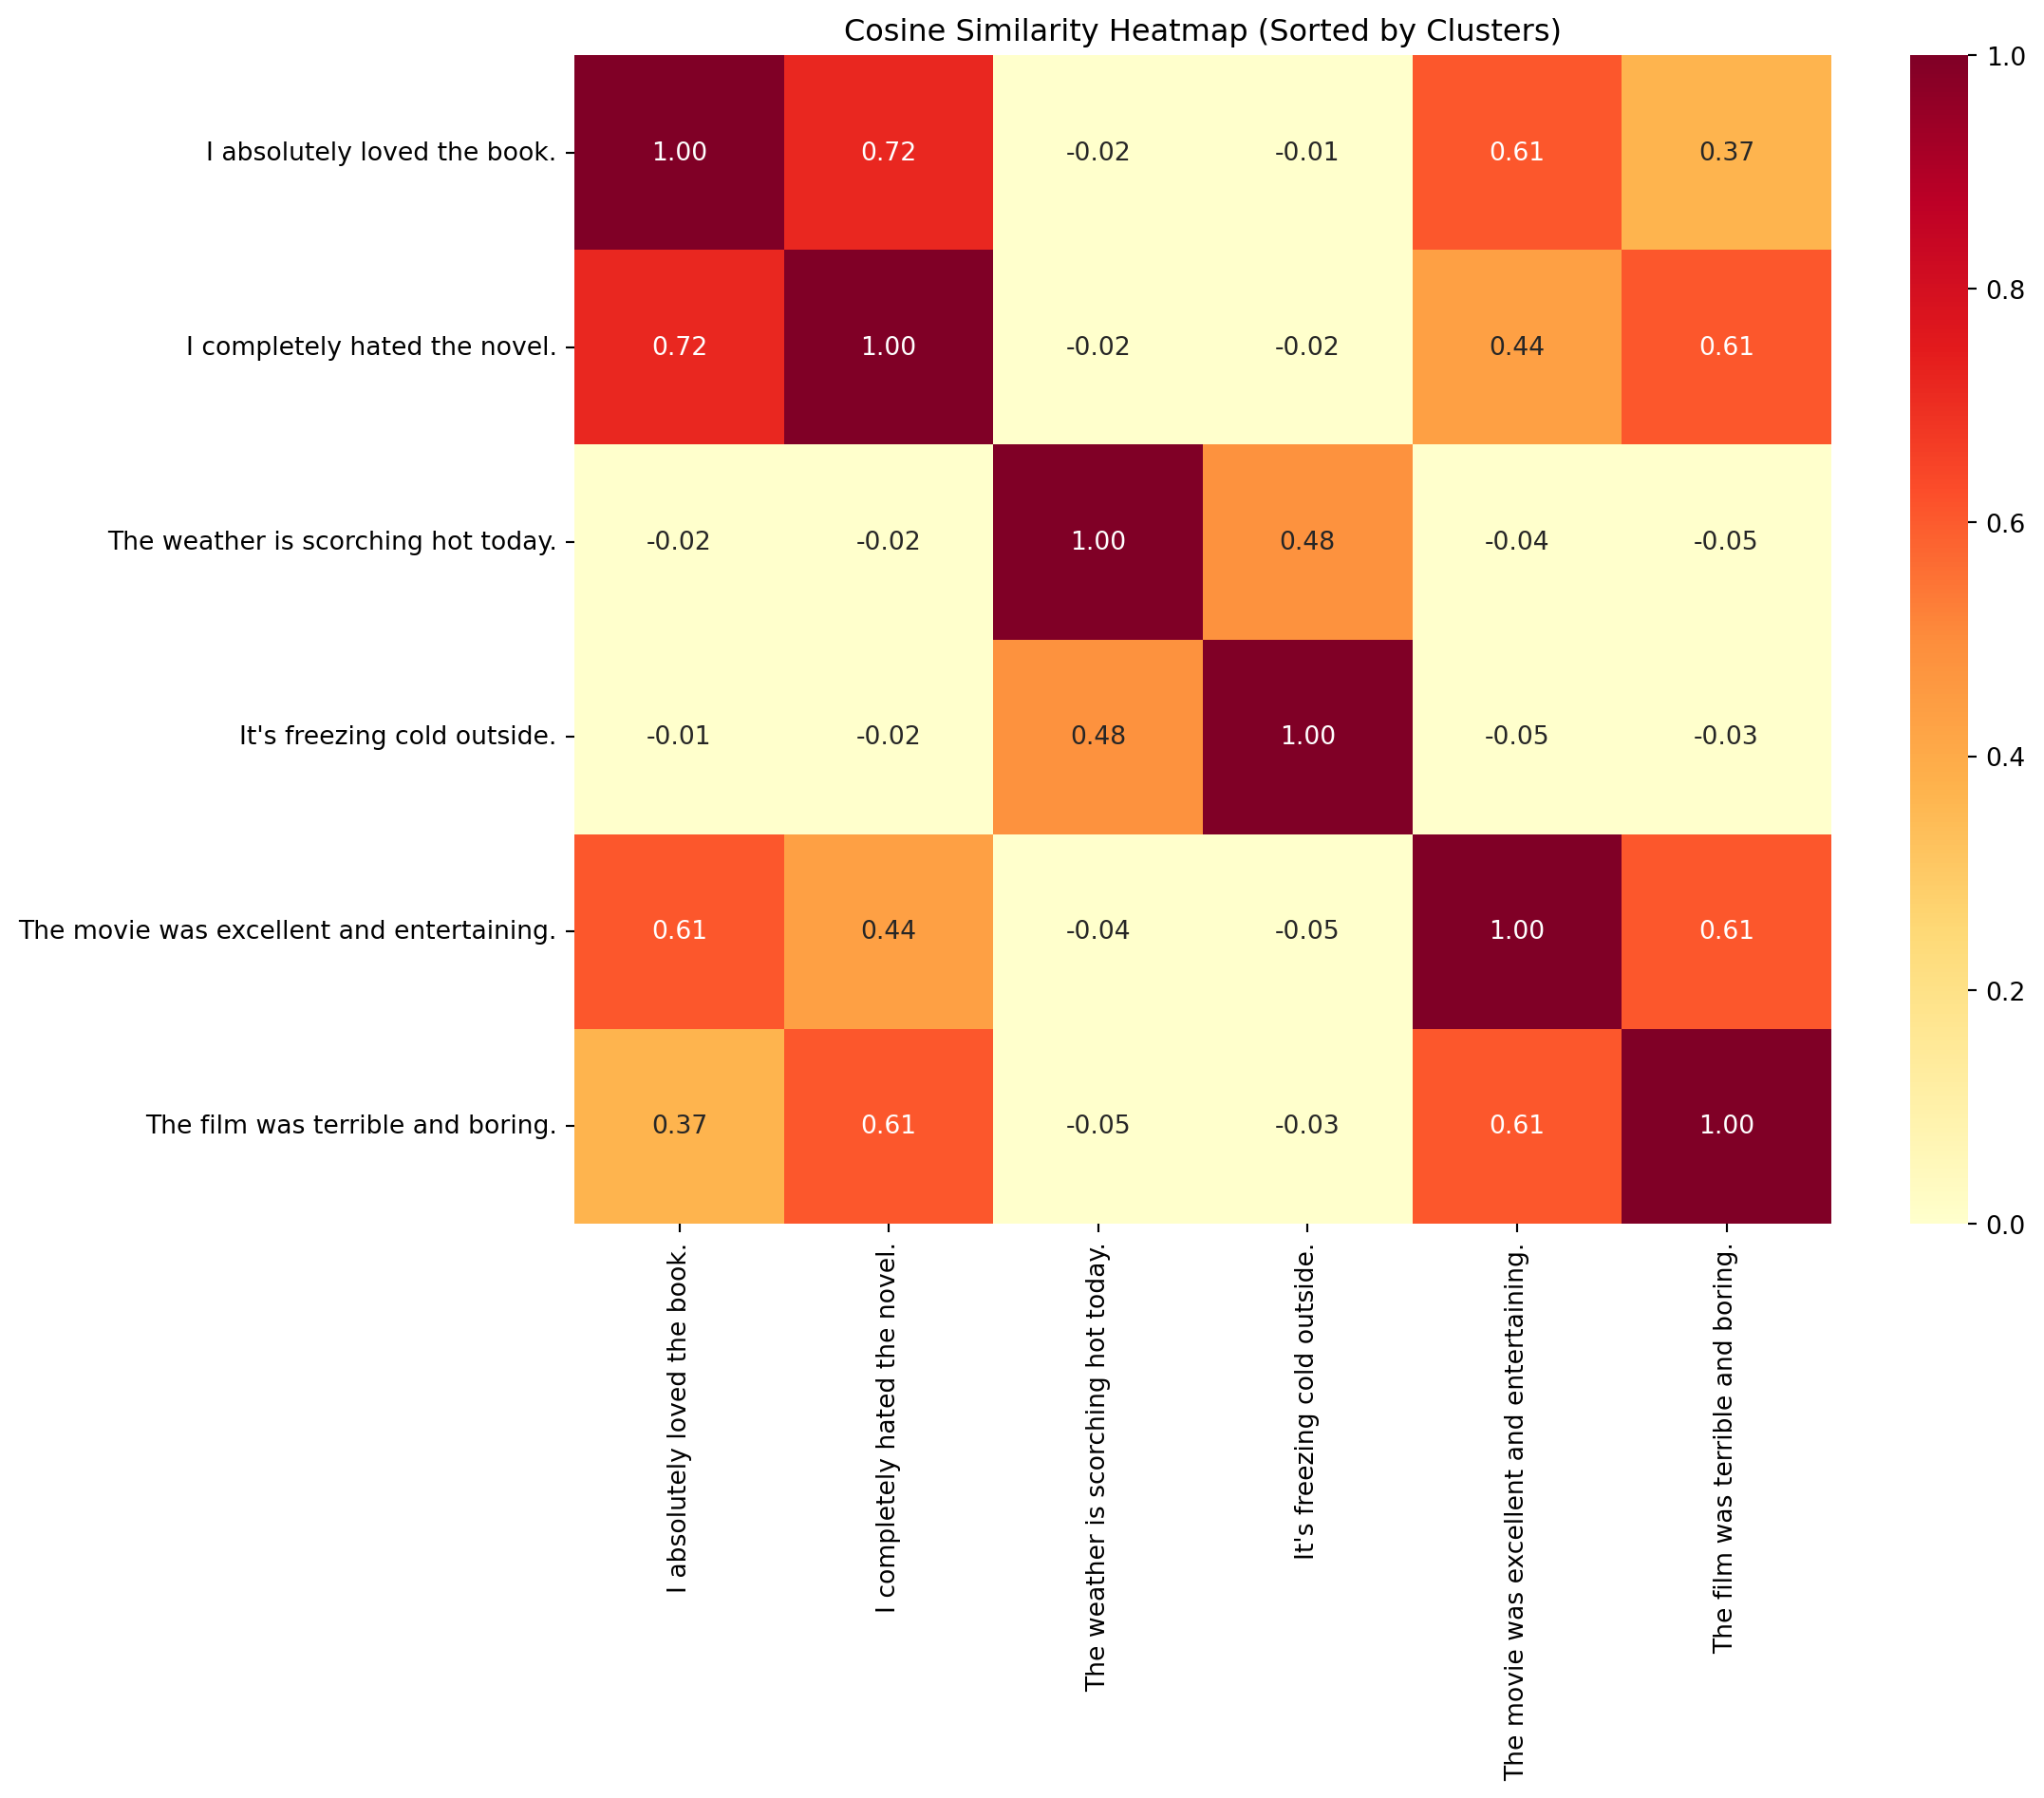 Cosine Similarity Heatmap (Sorted by Clusters)
I absolutely loved the book. 1.00 0.72 -0.02 -0.01 0.61 0.37
I completely hated the novel. 0.72 1.00 -0.02 -0.02 0.44 0.61
The weather is scorching hot today. -0.02 -0.02 1.00 0.48 -0.04 -0.05
It's freezing cold outside. -0.01 -0.02 0.48 1.00 -0.05 -0.03
The movie was excellent and entertaining. 0.61 0.44 -0.04 -0.05 1.00 0.61
The film was terrible and boring. 0.37 0.61 -0.05 -0.03 0.61 1.00
I absolutely loved the book.
I completely hated the novel.
The weather is scorching hot today.
It's freezing cold outside.
The movie was excellent and entertaining.
The film was terrible and boring.
1.0
0.8
0.6
0.4
0.2
0.0